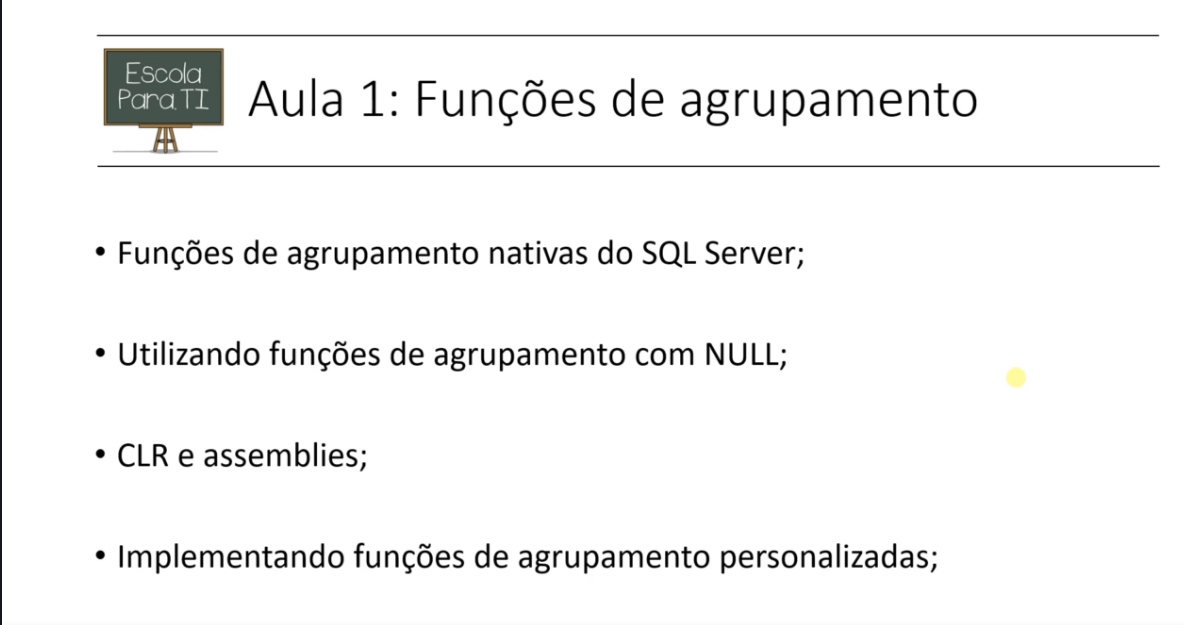 Escola
Para TI
Aula 1: Funções de agrupamento
• Funções de agrupamento nativas do SQL Server;
• Utilizando funções de agrupamento com NULL;
• CLR e assemblies;
• Implementando funções de agrupamento personalizadas;